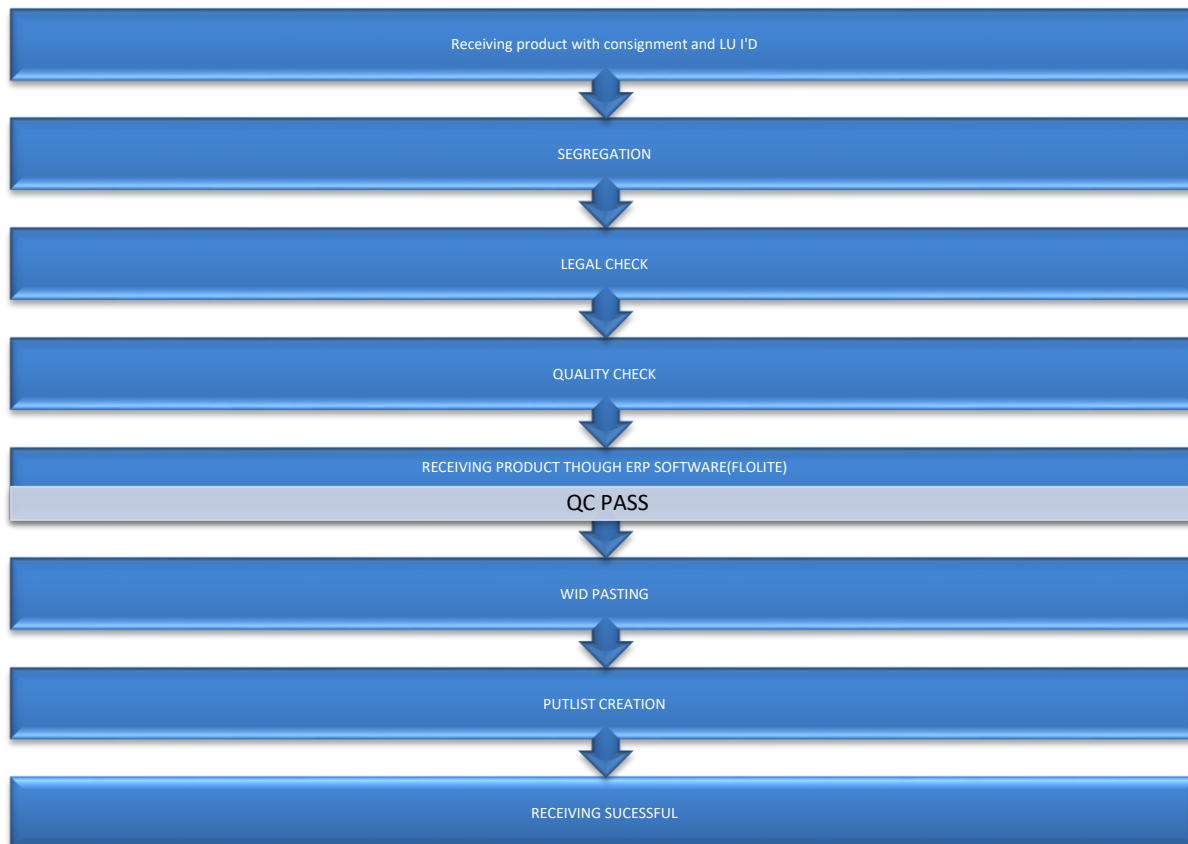 Receiving product with consignment and LU I'D
SEGREGATION
LEGAL CHECK
QUALITY CHECK
RECEIVING PRODUCT THOUGH ERP SOFTWARE(FLOLITE)
QC PASS
WID PASTING
PUTLIST CREATION
RECEIVING SUCESSFUL